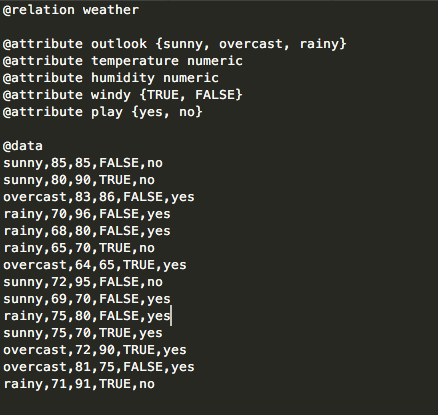 @relation weather
@attribute outlook {sunny, overcast, rainy}
@attribute temperature numeric
@attribute humidity numeric
@attribute windy {TRUE, FALSE}
@attribute play {yes, no}
@data
sunny,85,85,FALSE,no
sunny,80,90,TRUE,no
overcast,83,86,FALSE,yes
rainy,70,96,FALSE,yes
rainy,68,80,FALSE,yes
rainy,65,70,TRUE,no
overcast,64,65,TRUE,yes
sunny,72,95,FALSE,no
sunny,69,70,FALSE,yes
rainy,75,80,FALSE,yes
sunny,75,70,TRUE,yes
overcast,72,90,TRUE,yes
overcast,81,75,FALSE,yes
rainy,71,91,TRUE,no